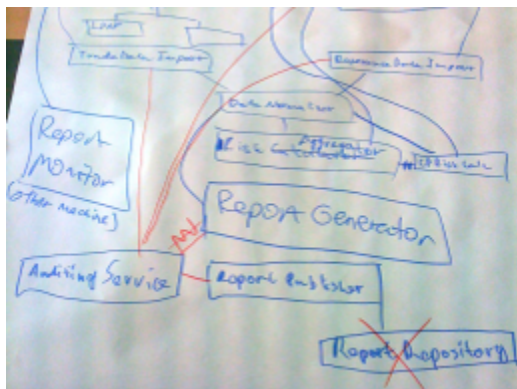 Trade Data Import
Reference Data Import
Data Normaliser
Aggregator
Risk Calculator
Report
Monitor
(other machine)
Report Generator
Auditing Service
Report Publisher
Report Repository